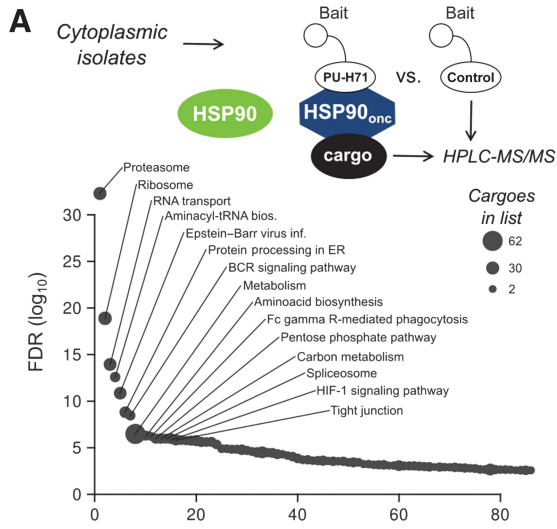 A
Cytoplasmic
isolates
Bait
Bait
PU-H71
vs.
Control
HSP90
HSP90onc
cargo
HPLC-MS/MS
Cargoes
in list
62
30
2
Proteasome
Ribosome
RNA transport
Aminacyl-tRNA bios.
Epstein–Barr virus inf.
Protein processing in ER
BCR signaling pathway
Metabolism
Aminoacid biosynthesis
Fc gamma R-mediated phagocytosis
Pentose phosphate pathway
Carbon metabolism
Spliceosome
HIF-1 signaling pathway
Tight junction
FDR (log10)
30
25
20
15
10
5
0
0
20
40
60
80